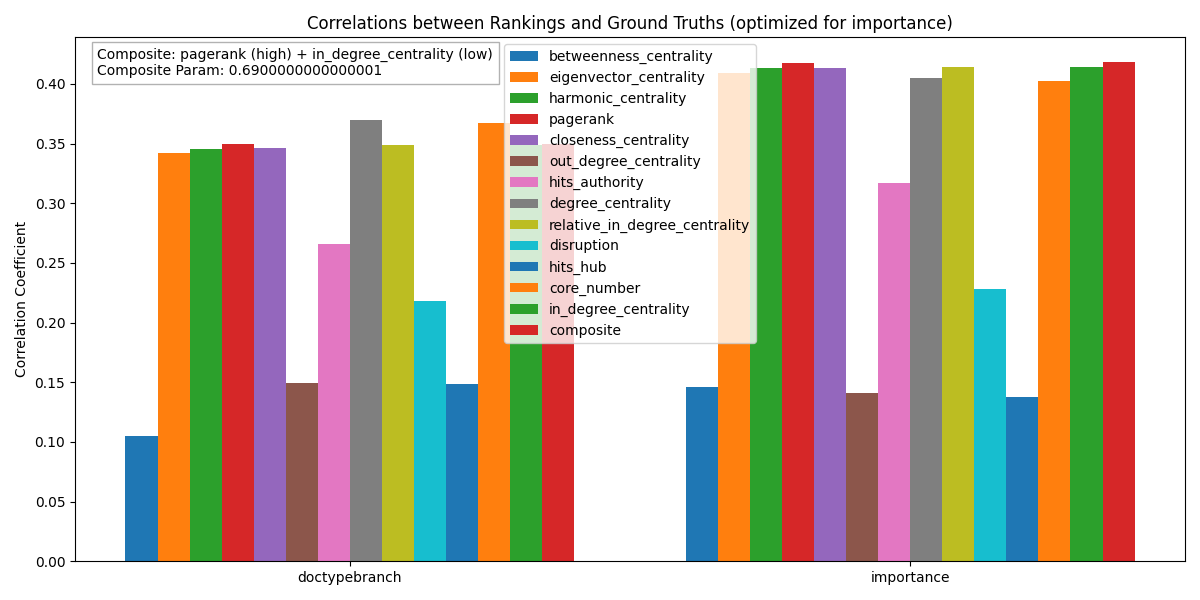 Correlations between Rankings and Ground Truths (optimized for importance)
Composite: pagerank (high) + in_degree_centrality (low)
Composite Param: 0.6900000000000001
betweenness_centrality
eigenvector_centrality
harmonic_centrality
pagerank
closeness_centrality
out_degree_centrality
hits_authority
degree_centrality
relative_in_degree_centrality
disruption
hits_hub
core_number
in_degree_centrality
composite
Correlation Coefficient
0.40
0.35
0.30
0.25
0.20
0.15
0.10
0.05
0.00
doctypebranch
importance